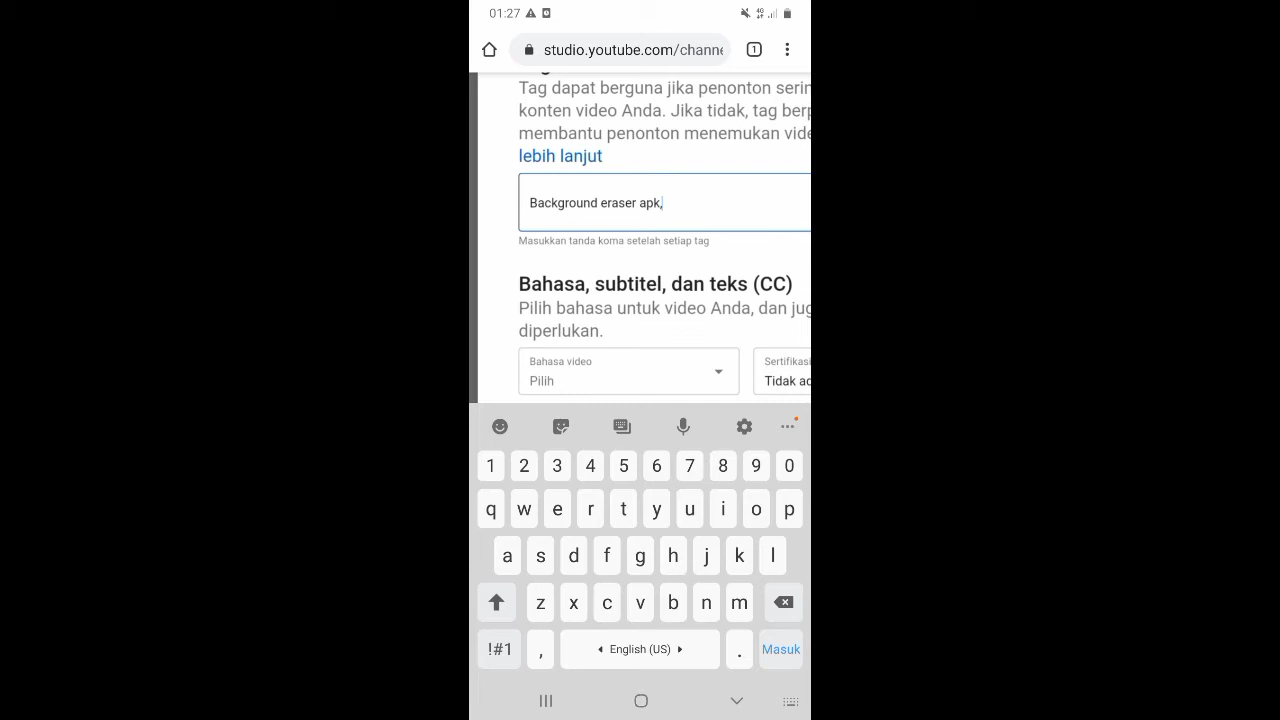 01:27
studio.youtube.com/channe
1
Tag dapat berguna jika penonton serin
konten video Anda. Jika tidak, tag berp
membantu penonton menemukan vide
lebih lanjut
Background eraser apk,
Masukkan tanda koma setelah setiap tag
Bahasa, subtitel, dan teks (CC)
Pilih bahasa untuk video Anda, dan jug
diperlukan.
Bahasa video
Sertifikasi
Pilih
Tidak ad
1 2 3 4 5 6 7 8 9 0
q w e r t y u i o p
a s d f g h j k l
z x c v b n m
!#1 , English (US) . Masuk